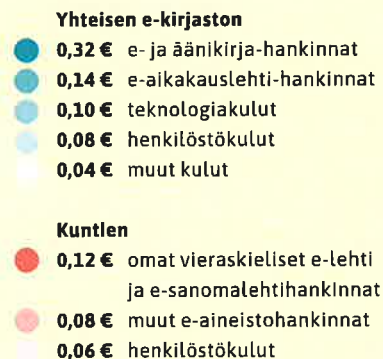 Yhteisen e-kirjaston
0,32 € e- ja äänikirja-hankinnat
0,14 € e-aikakauslehti-hankinnat
0,10 € teknologiakulut
0,08 € henkilöstökulut
0,04 € muut kulut
Kuntien
0,12 € omat vieraskieliset e-lehti
ja e-sanomalehtihankinnat
0,08 € muut e-aineistohankinnat
0,06 € henkilöstökulut